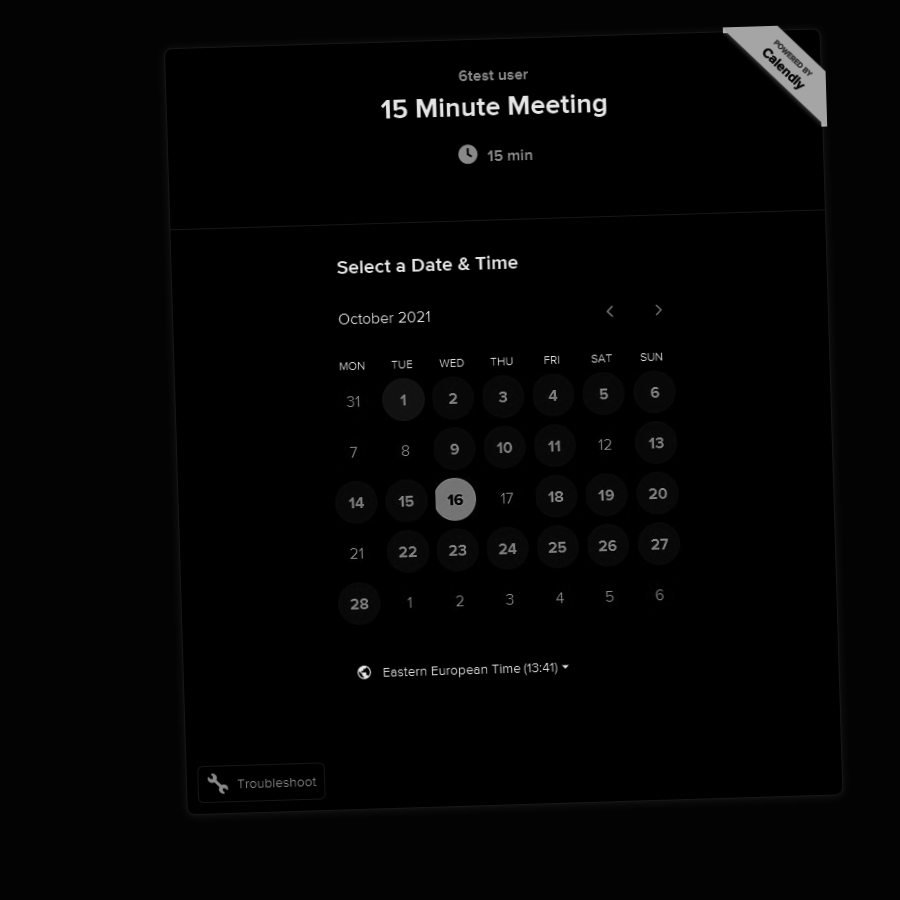 POWERED BY
Calendly
6test user
15 Minute Meeting
15 min
Select a Date & Time
October 2021
MON TUE WED THU FRI SAT SUN
31 1 2 3 4 5 6
7 8 9 10 11 12 13
14 15 16 17 18 19 20
21 22 23 24 25 26 27
28 1 2 3 4 5 6
Eastern European Time (13:41)
Troubleshoot